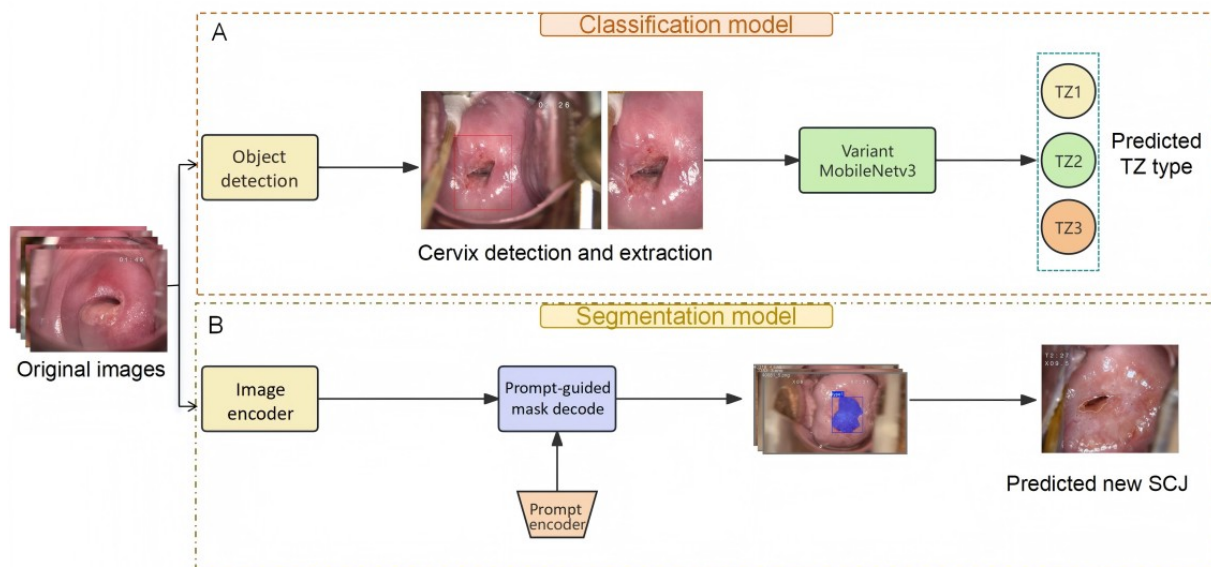 A
Classification model
Object
detection
Cervix detection and extraction
Variant
MobileNetv3
TZ1
TZ2
TZ3
Predicted
TZ type
Original images
B
Segmentation model
Image
encoder
Prompt-guided
mask decode
Prompt
encoder
Predicted new SCJ